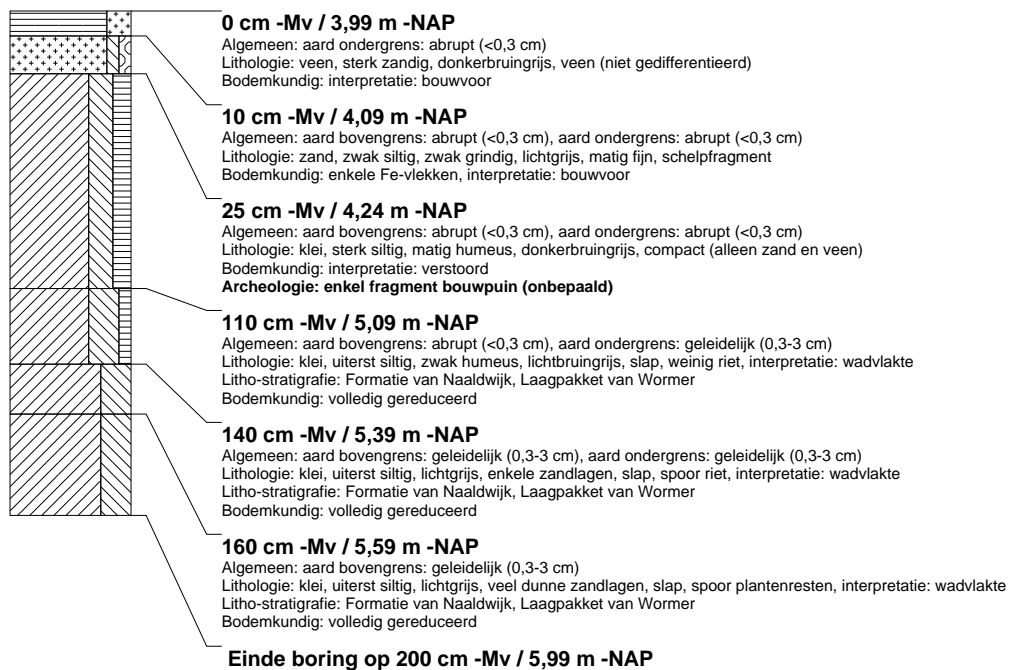 0 cm -Mv / 3,99 m -NAP
Algemeen: aard ondergrens: abrupt (<0,3 cm)
Lithologie: veen, sterk zandig, donkerbruingrijs, veen (niet gedifferentieerd)
Bodemkundig: interpretatie: bouwvoor
10 cm -Mv / 4,09 m -NAP
Algemeen: aard bovengrens: abrupt (<0,3 cm), aard ondergrens: abrupt (<0,3 cm)
Lithologie: zand, zwak siltig, zwak grindig, lichtgrijs, matig fijn, schelpfragment
Bodemkundig: enkele Fe-vlekken, interpretatie: bouwvoor
25 cm -Mv / 4,24 m -NAP
Algemeen: aard bovengrens: abrupt (<0,3 cm), aard ondergrens: abrupt (<0,3 cm)
Lithologie: klei, sterk siltig, matig humeus, donkerbruingrijs, compact (alleen zand en veen)
Bodemkundig: interpretatie: verstoord
Archeologie: enkel fragment bouwpuin (onbepaald)
110 cm -Mv / 5,09 m -NAP
Algemeen: aard bovengrens: abrupt (<0,3 cm), aard ondergrens: geleidelijk (0,3-3 cm)
Lithologie: klei, uiterst siltig, zwak humeus, lichtbruingrijs, slap, weinig riet, interpretatie: wadvlakte
Litho-stratigrafie: Formatie van Naaldwijk, Laagpakket van Wormer
Bodemkundig: volledig gereduceerd
140 cm -Mv / 5,39 m -NAP
Algemeen: aard bovengrens: geleidelijk (0,3-3 cm), aard ondergrens: geleidelijk (0,3-3 cm)
Lithologie: klei, uiterst siltig, lichtgrijs, enkele zandlagen, slap, spoor riet, interpretatie: wadvlakte
Litho-stratigrafie: Formatie van Naaldwijk, Laagpakket van Wormer
Bodemkundig: volledig gereduceerd
160 cm -Mv / 5,59 m -NAP
Algemeen: aard bovengrens: geleidelijk (0,3-3 cm)
Lithologie: klei, uiterst siltig, lichtgrijs, veel dunne zandlagen, slap, spoor plantenresten, interpretatie: wadvlakte
Litho-stratigrafie: Formatie van Naaldwijk, Laagpakket van Wormer
Bodemkundig: volledig gereduceerd
Einde boring op 200 cm -Mv / 5,99 m -NAP